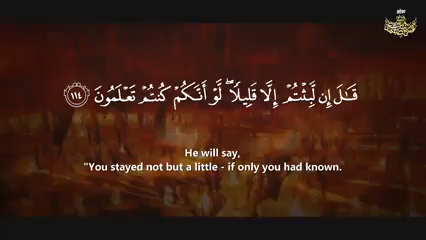 قَٰلَ إِن لَّبِثْتُمْ إِلَّا قَلِيلًا ۖ لَّوْ أَنَّكُمْ كُنتُمْ تَعْلَمُونَ ١١٤
He will say,
"You stayed not but a little - if only you had known.